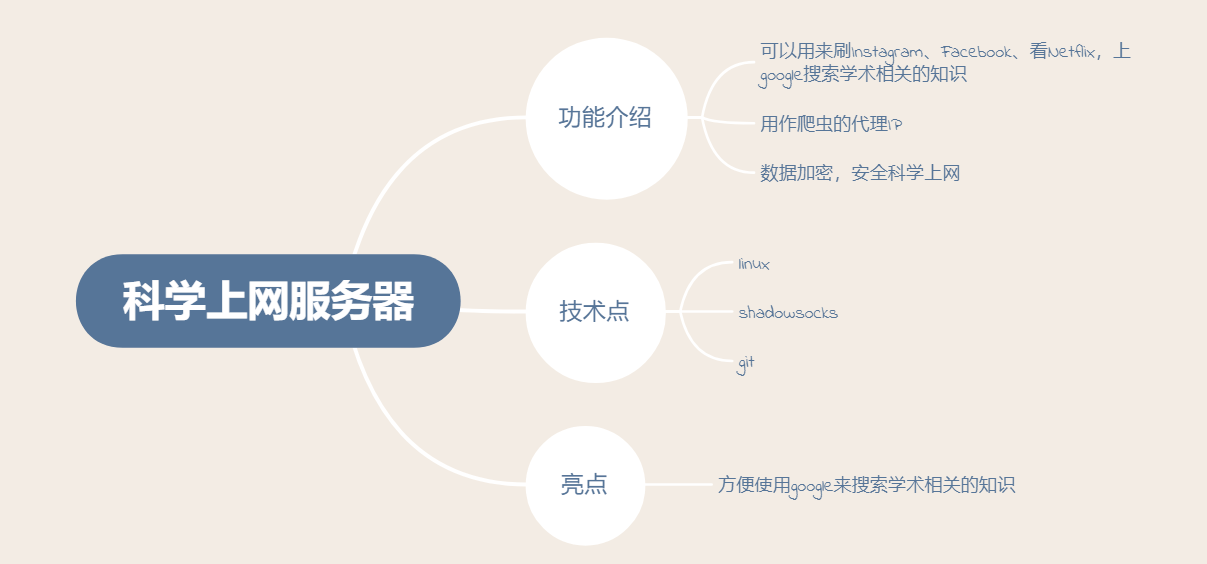 科学上网服务器
功能介绍
可以用来刷Instagram、Facebook、看Netflix，上
google搜索学术相关的知识
用作爬虫的代理IP
数据加密，安全科学上网
技术点
linux
shadowsocks
git
亮点
方便使用google来搜索学术相关的知识